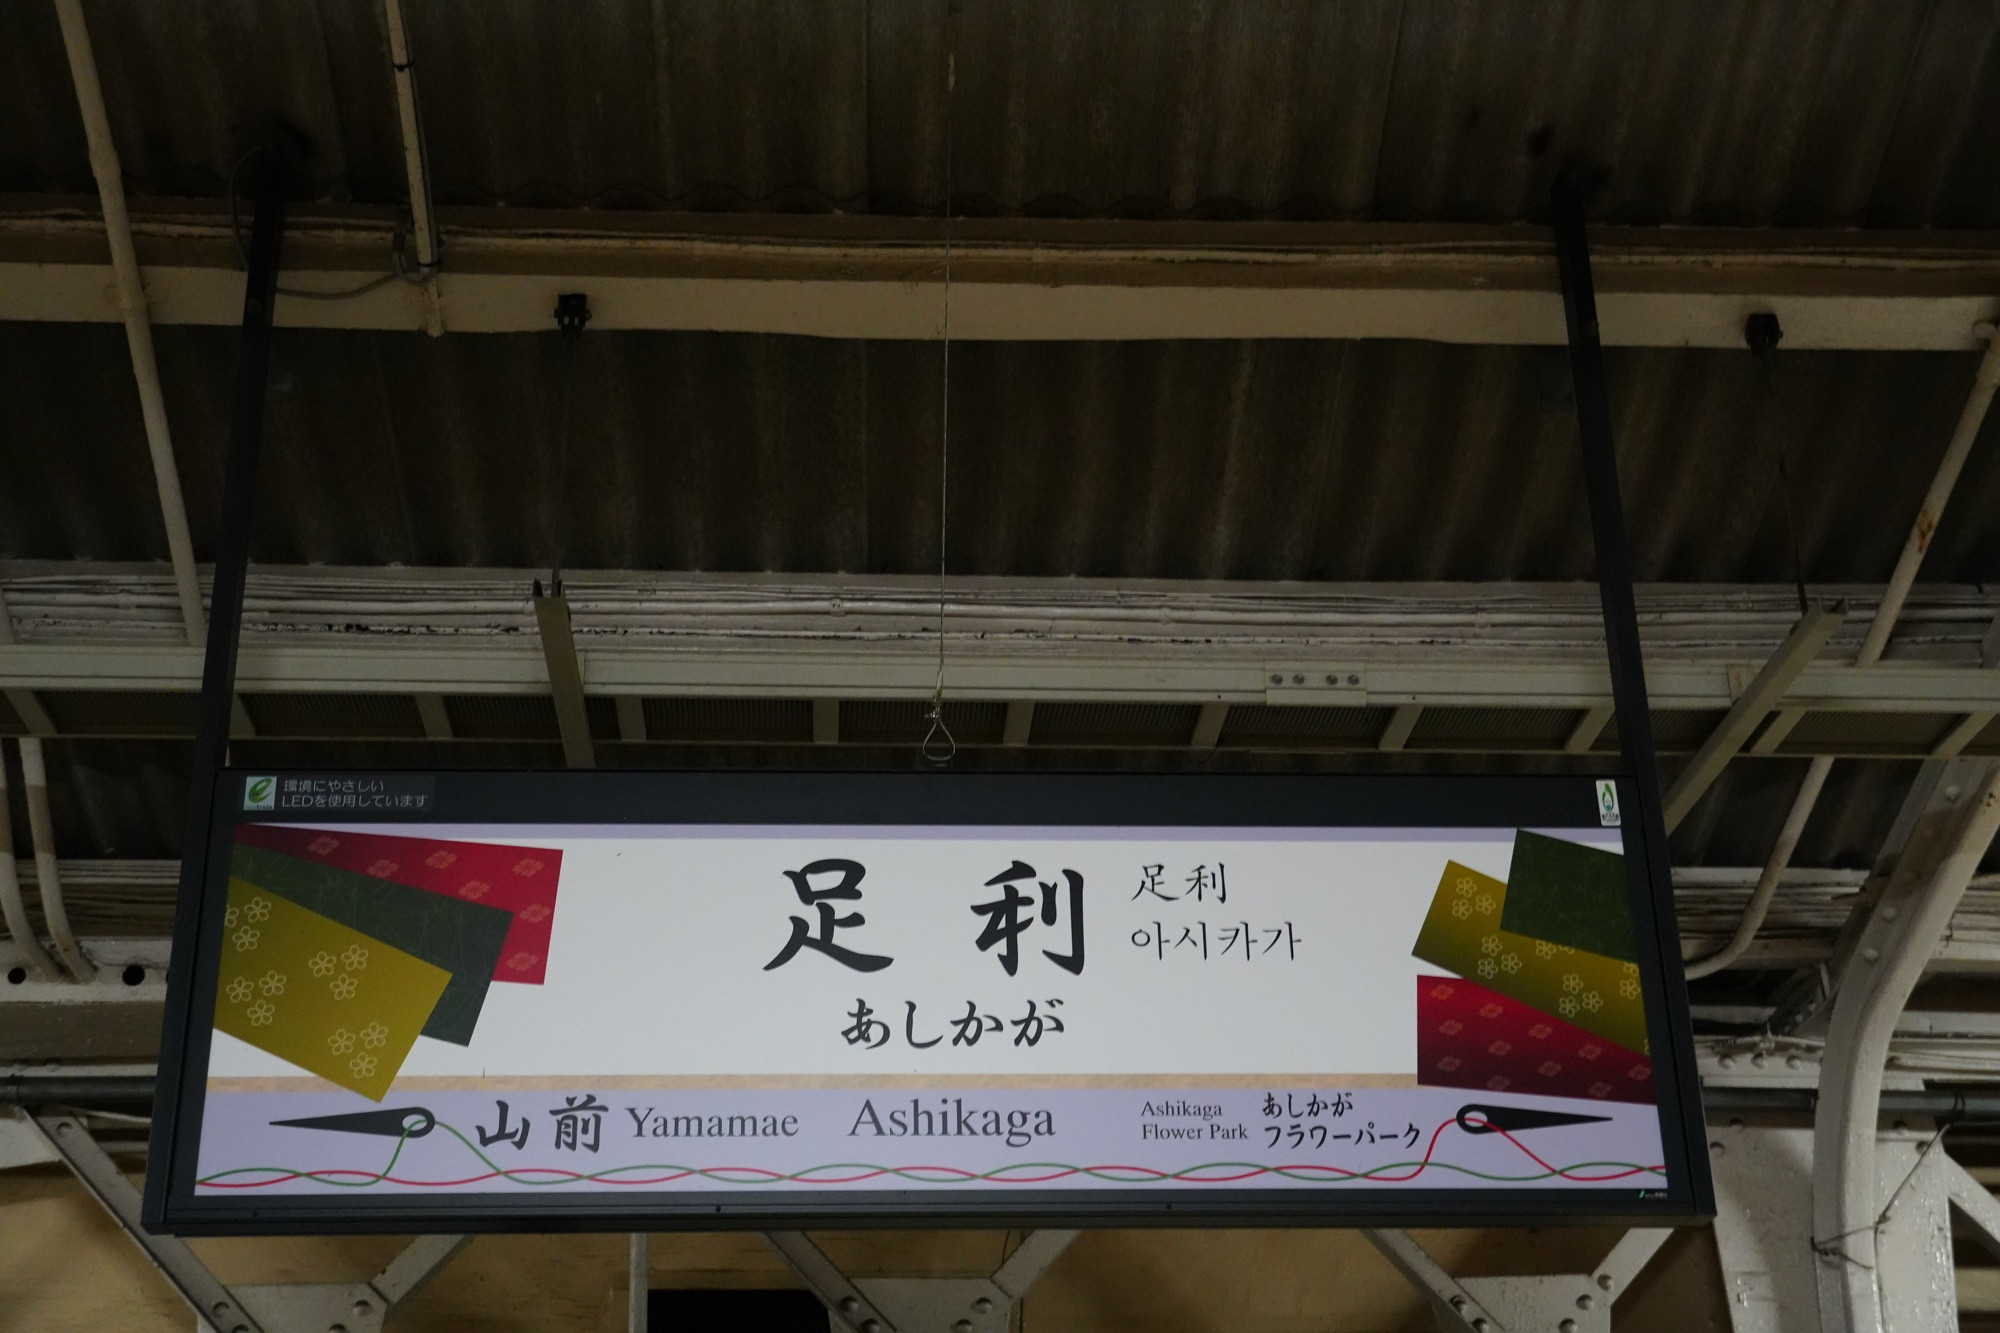 環境にやさしい
LEDを使用しています
足利
足利
아시카가
あしかが
山前 Yamamae
Ashikaga
Ashikaga
Flower Park
あしかが
フラワーパーク